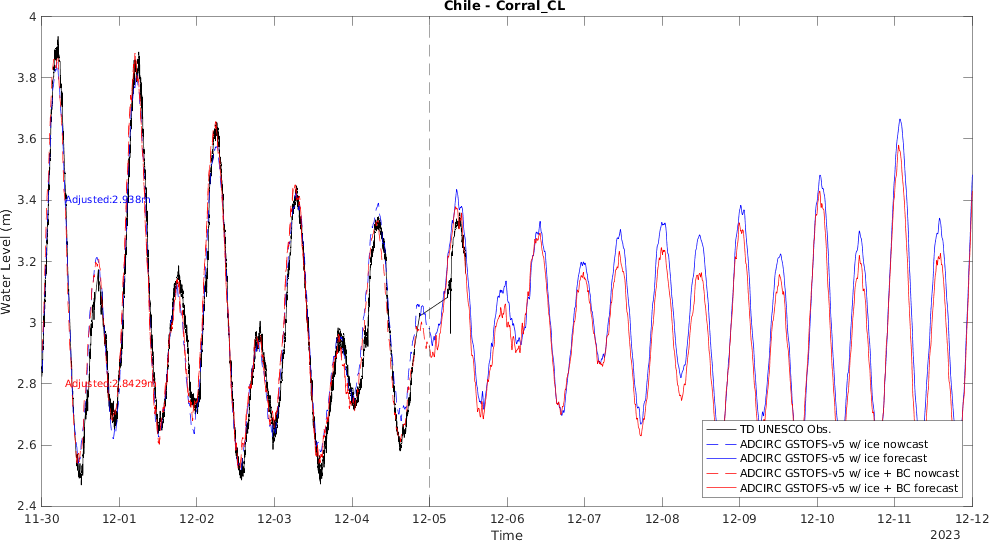 Chile - Corral_CL
4
3.8
3.6
3.4
3.2
3
2.8
2.6
2.4
Water Level (m)
Adjusted:2.938m
Adjusted:2.8429m
TD UNESCO Obs.
ADCIRC GSTOFS-v5 w/ ice nowcast
ADCIRC GSTOFS-v5 w/ ice forecast
ADCIRC GSTOFS-v5 w/ ice + BC nowcast
ADCIRC GSTOFS-v5 w/ ice + BC forecast
11-30 12-01 12-02 12-03 12-04 12-05 12-06 12-07 12-08 12-09 12-10 12-11 12-12
Time
2023